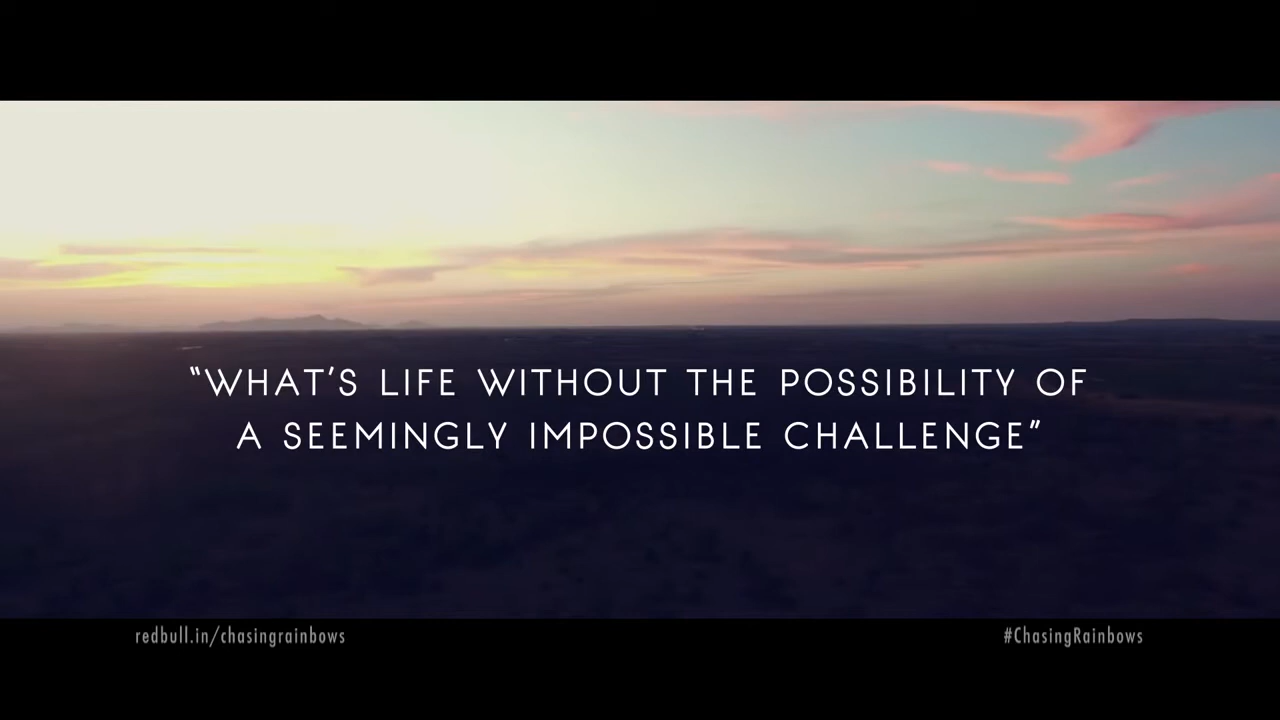 “WHAT’S LIFE WITHOUT THE POSSIBILITY OF
A SEEMINGLY IMPOSSIBLE CHALLENGE”
redbull.in/chasingrainbows
#ChasingRainbows